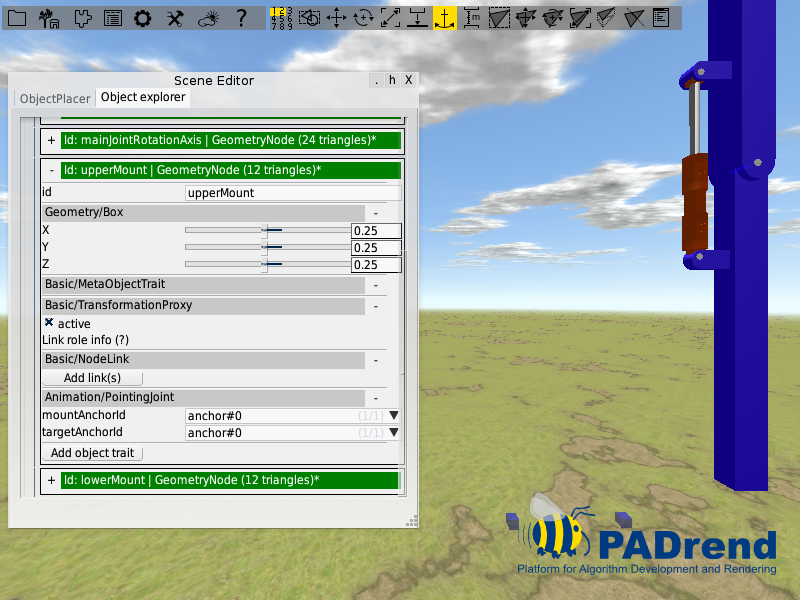 ?
1 2 3
4 5 6
7 8 9
m
Scene Editor
. h X
ObjectPlacer Object explorer
+ Id: mainJointRotationAxis | GeometryNode (24 triangles)*
- Id: upperMount | GeometryNode (12 triangles)*
id upperMount
Geometry/Box -
X 0.25
Y 0.25
Z 0.25
Basic/MetaObjectTrait -
Basic/TransformationProxy -
active
Link role info (?)
Basic/NodeLink -
Add link(s)
Animation/PointingJoint -
mountAnchorId anchor#0 (1/1)
targetAnchorId anchor#0 (1/1)
Add object trait
+ Id: lowerMount | GeometryNode (12 triangles)*
PADrend
Platform for Algorithm Development and Rendering